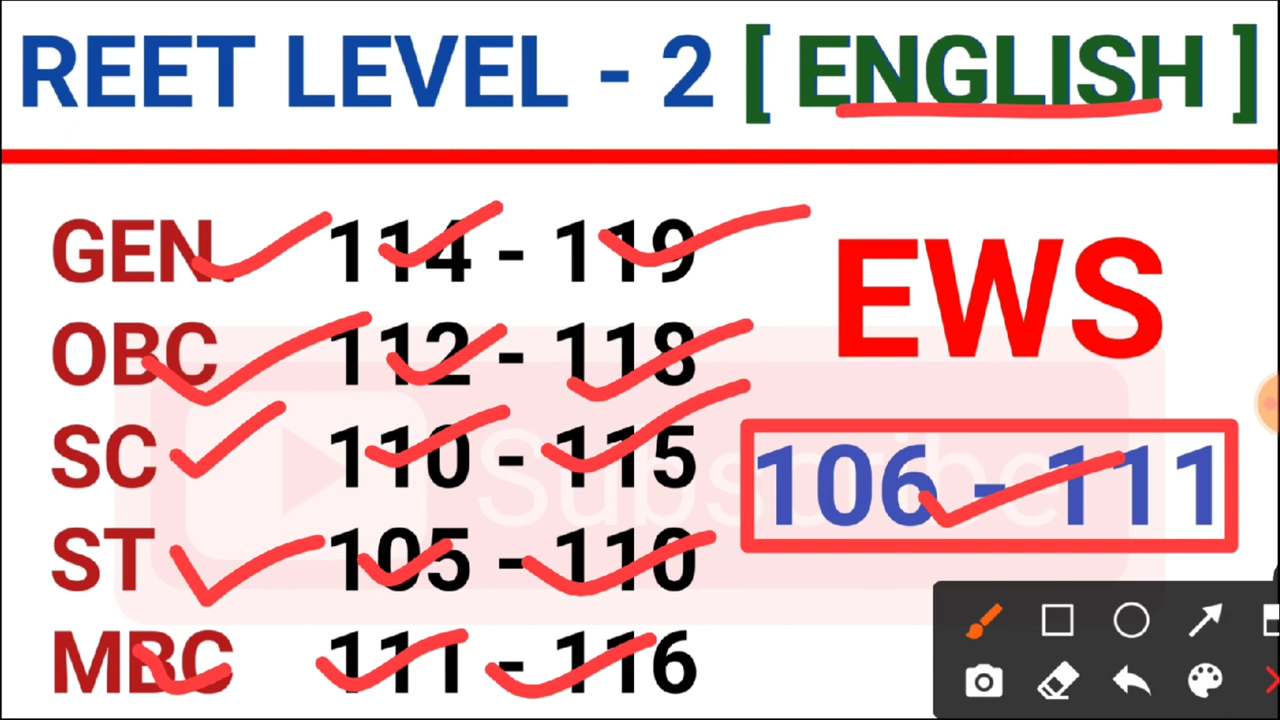 REET LEVEL - 2 [ ENGLISH ]
GEN. 114 - 119
OBC 112 - 118
SC 110 - 115
ST 105 - 110
MBC 111 - 116
EWS
106 - 111
Subscribe